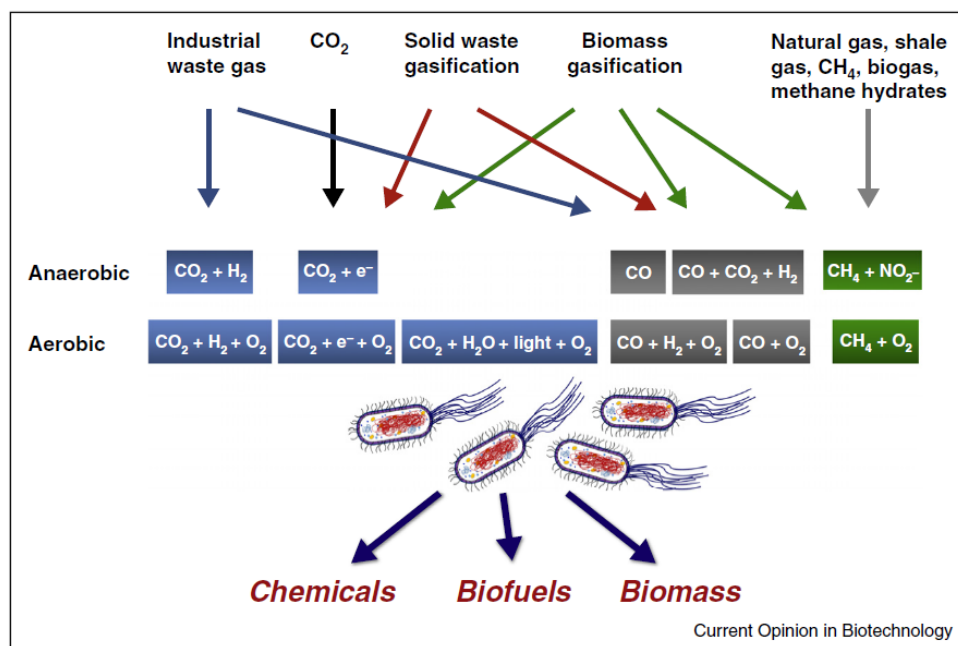 Industrial
waste gas
CO₂
Solid waste
gasification
Biomass
gasification
Natural gas, shale
gas, CH₄, biogas,
methane hydrates
Anaerobic
CO₂ + H₂
CO₂ + e⁻
CO
CO + CO₂ + H₂
CH₄ + NO₂⁻
Aerobic
CO₂ + H₂ + O₂
CO₂ + e⁻ + O₂
CO₂ + H₂O + light + O₂
CO + H₂ + O₂
CO + O₂
CH₄ + O₂
Chemicals
Biofuels
Biomass
Current Opinion in Biotechnology